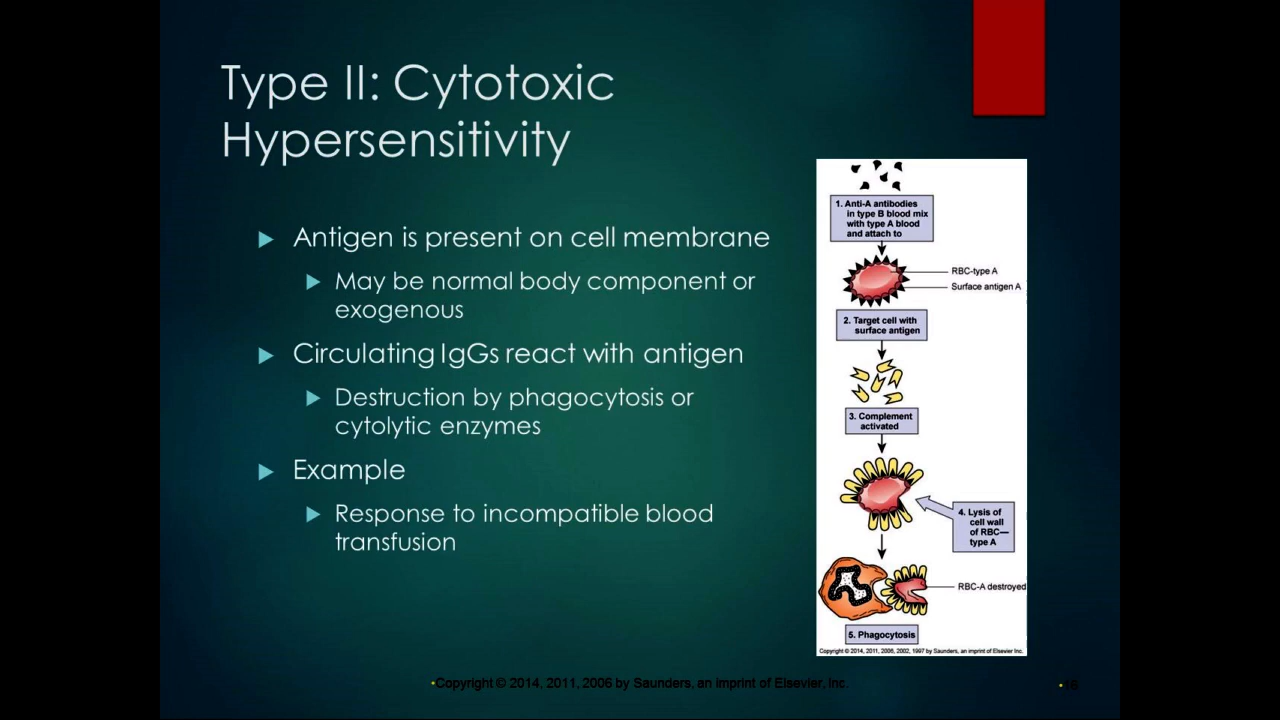 Type II: Cytotoxic
Hypersensitivity
Antigen is present on cell membrane
May be normal body component or
exogenous
Circulating IgGs react with antigen
Destruction by phagocytosis or
cytolytic enzymes
Example
Response to incompatible blood
transfusion
1. Anti-A antibodies
in type B blood mix
with type A blood
and attach to
RBC-type A
Surface antigen A
2. Target cell with
surface antigen
3. Complement
activated
4. Lysis of
cell wall
of RBC—
type A
RBC-A destroyed
5. Phagocytosis
Copyright © 2014, 2011, 2006, 2002, 1997 by Saunders, an imprint of Elsevier Inc.
•Copyright © 2014, 2011, 2006 by Saunders, an imprint of Elsevier, Inc.
•16